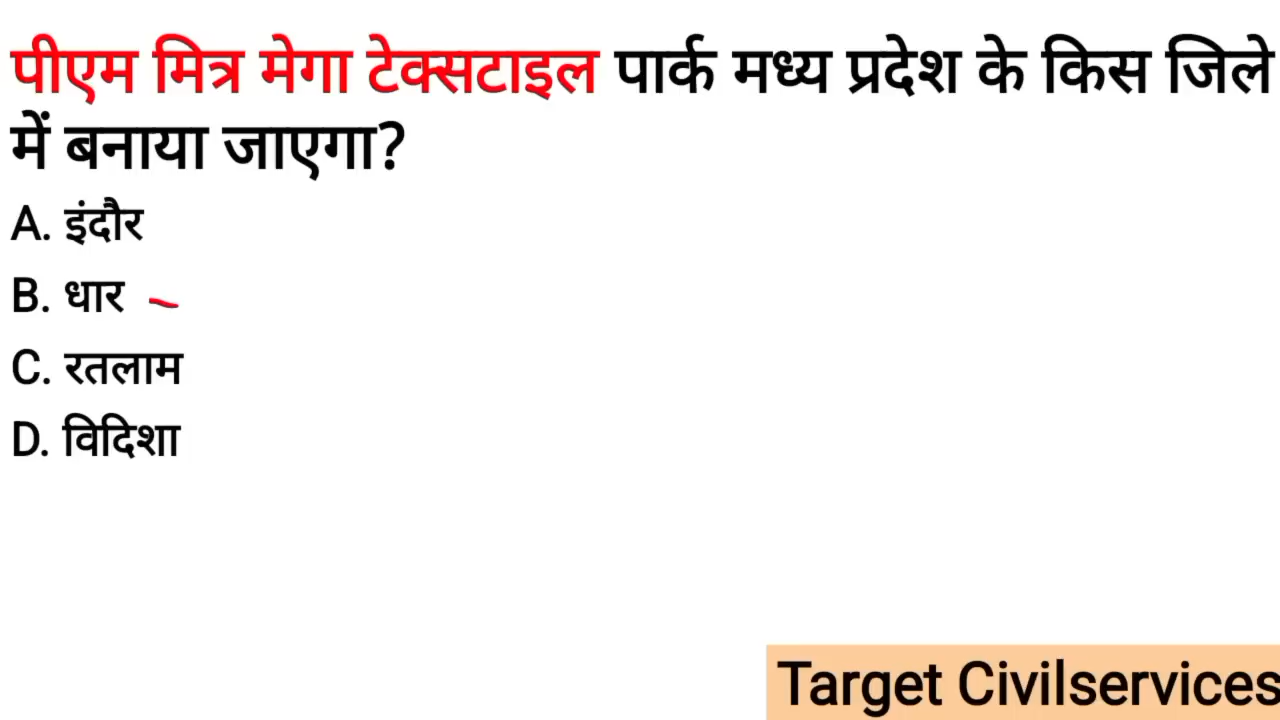 पीएम मित्र मेगा टेक्सटाइल पार्क मध्य प्रदेश के किस जिले
में बनाया जाएगा?
A. इंदौर
B. धार
C. रतलाम
D. विदिशा
Target Civilservices